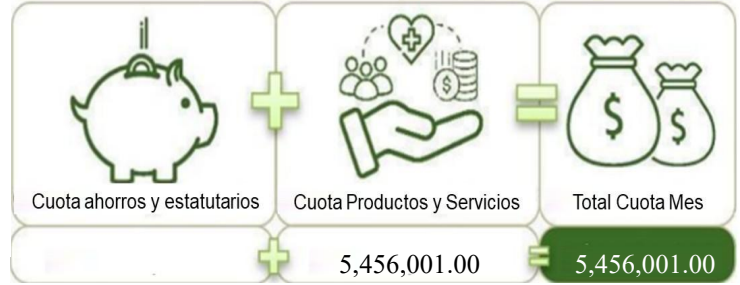 Cuota ahorros y estatutarios
Cuota Productos y Servicios
Total Cuota Mes
5,456,001.00
5,456,001.00